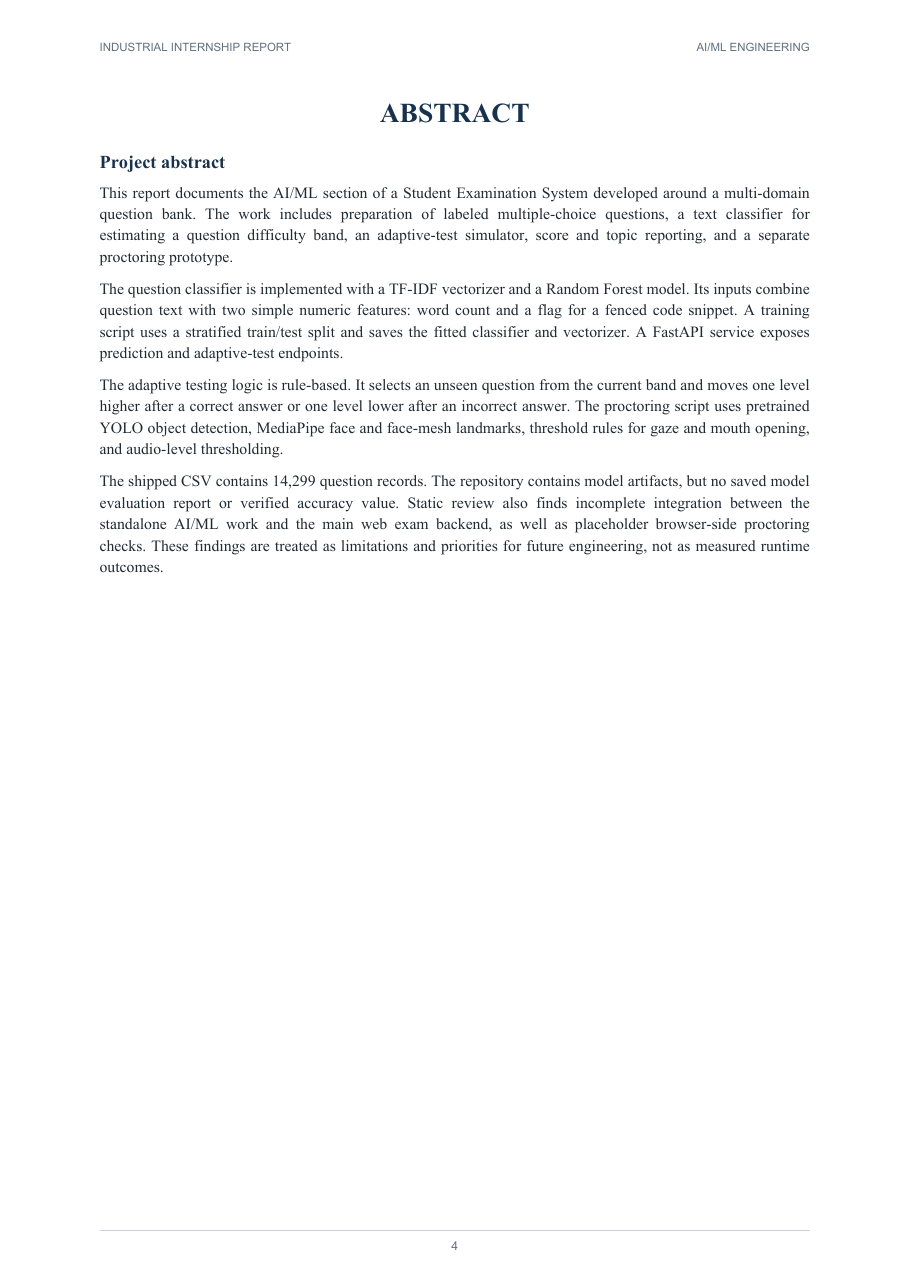 INDUSTRIAL INTERNSHIP REPORT
AI/ML ENGINEERING
ABSTRACT
Project abstract
This report documents the AI/ML section of a Student Examination System developed around a multi-domain
question bank. The work includes preparation of labeled multiple-choice questions, a text classifier for
estimating a question difficulty band, an adaptive-test simulator, score and topic reporting, and a separate
proctoring prototype.
The question classifier is implemented with a TF-IDF vectorizer and a Random Forest model. Its inputs combine
question text with two simple numeric features: word count and a flag for a fenced code snippet. A training
script uses a stratified train/test split and saves the fitted classifier and vectorizer. A FastAPI service exposes
prediction and adaptive-test endpoints.
The adaptive testing logic is rule-based. It selects an unseen question from the current band and moves one level
higher after a correct answer or one level lower after an incorrect answer. The proctoring script uses pretrained
YOLO object detection, MediaPipe face and face-mesh landmarks, threshold rules for gaze and mouth opening,
and audio-level thresholding.
The shipped CSV contains 14,299 question records. The repository contains model artifacts, but no saved model
evaluation report or verified accuracy value. Static review also finds incomplete integration between the
standalone AI/ML work and the main web exam backend, as well as placeholder browser-side proctoring
checks. These findings are treated as limitations and priorities for future engineering, not as measured runtime
outcomes.
4